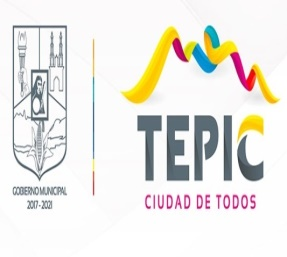 GOBIERNO MUNICIPAL
2017 - 2021
TEPIC
CIUDAD DE TODOS